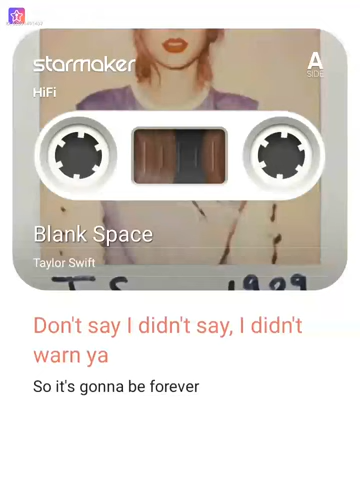 starmaker
HiFi
A
SIDE
Blank Space
Taylor Swift
T. S. 1989
Don't say I didn't say, I didn't
warn ya
So it's gonna be forever